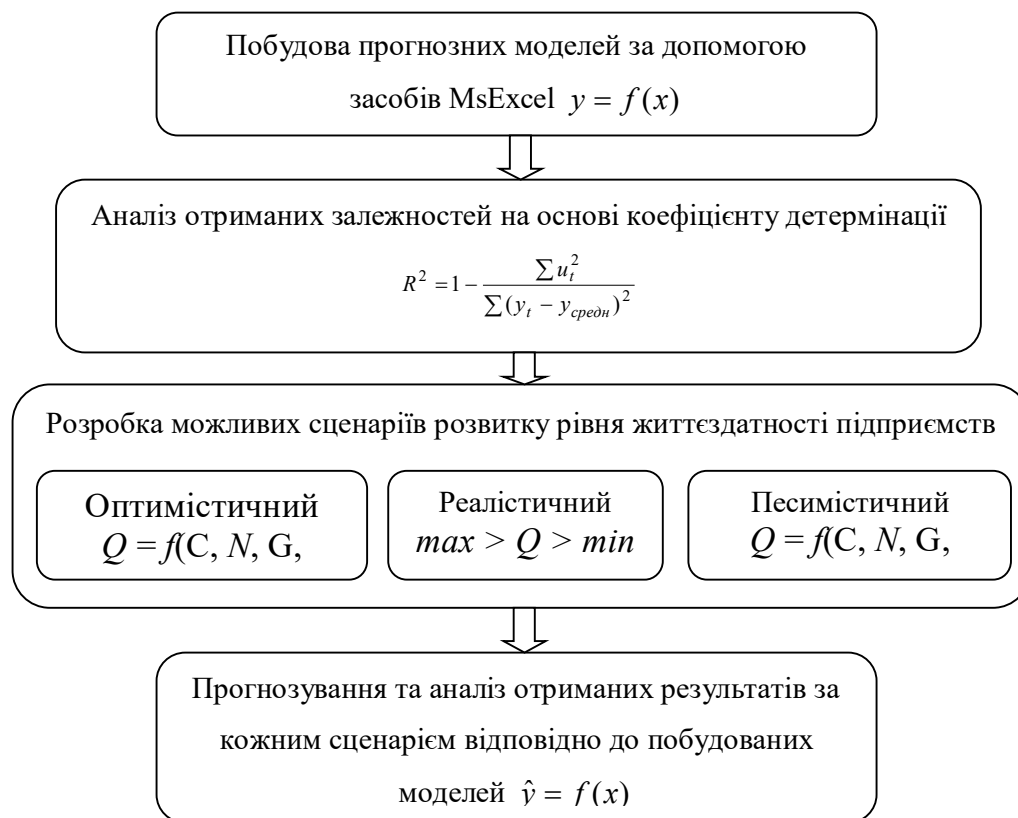 Побудова прогнозних моделей за допомогою
засобів MsExcel y = f(x)
Аналіз отриманих залежностей на основі коефіцієнту детермінації
R² = 1 − ∑u_t² / ∑(y_t − y_средн)²
Розробка можливих сценаріїв розвитку рівня життєздатності підприємств
Оптимістичний
Q = f(C, N, G,
Реалістичний
max > Q > min
Песимістичний
Q = f(C, N, G,
Прогнозування та аналіз отриманих результатів за
кожним сценарієм відповідно до побудованих
моделей ŷ = f(x)